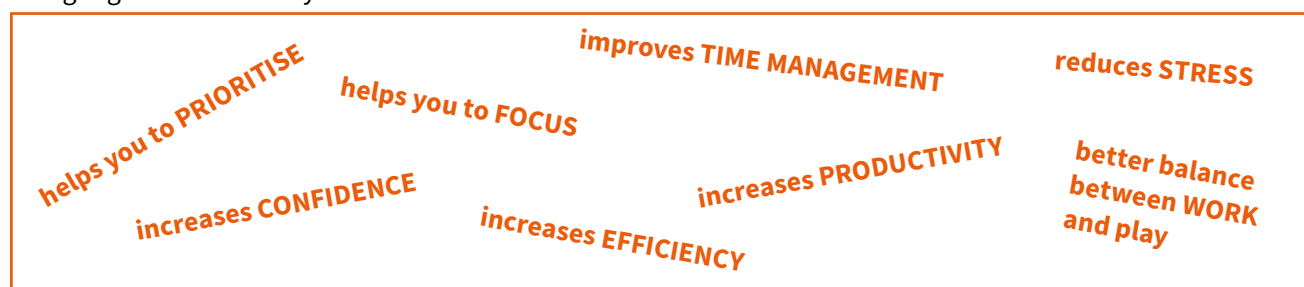 improves TIME MANAGEMENT
reduces STRESS
helps you to PRIORITISE
helps you to FOCUS
increases CONFIDENCE
increases EFFICIENCY
increases PRODUCTIVITY
better balance
between WORK
and play